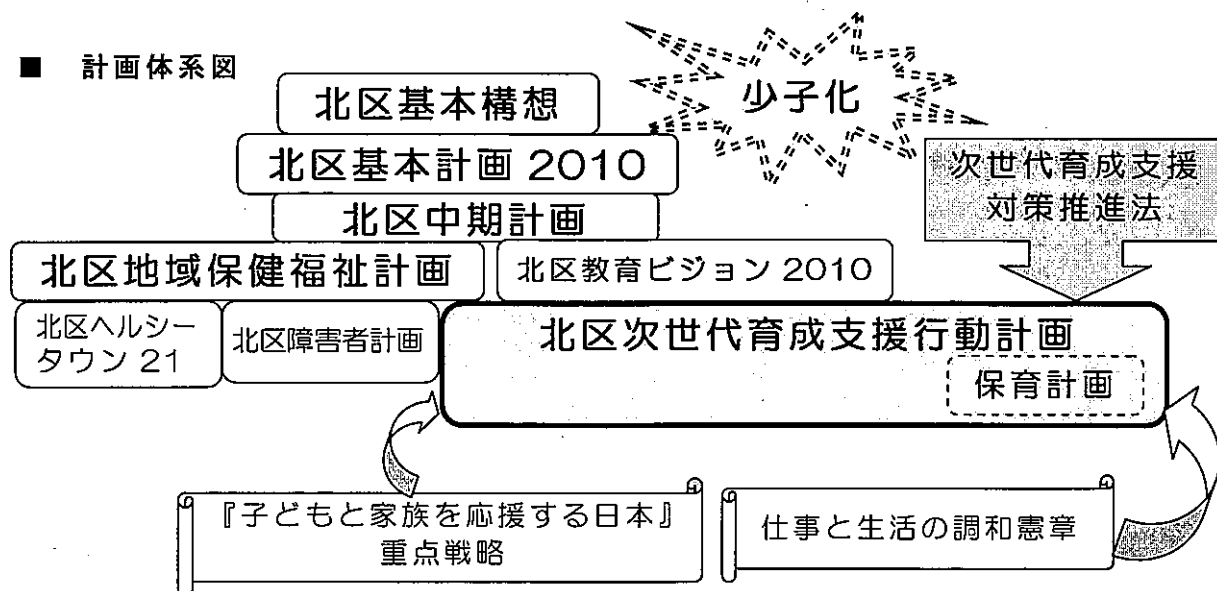 ■ 計画体系図
少子化
北区基本構想
北区基本計画 2010
次世代育成支援
対策推進法
北区中期計画
北区地域保健福祉計画
北区教育ビジョン 2010
北区ヘルシー
タウン 21
北区障害者計画
北区次世代育成支援行動計画
保育計画
『子どもと家族を応援する日本』
重点戦略
仕事と生活の調和憲章